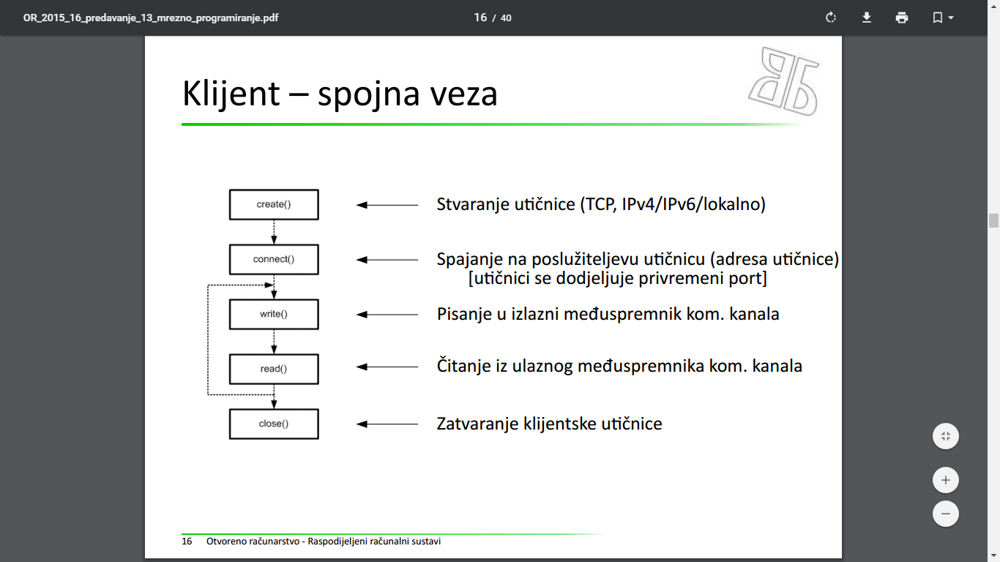 OR_2015_16_predavanje_13_mrezno_programiranje.pdf
16 / 40
Klijent – spojna veza
create()
Stvaranje utičnice (TCP, IPv4/IPv6/lokalno)
connect()
Spajanje na poslužiteljevu utičnicu (adresa utičnice)
[utičnici se dodjeljuje privremeni port]
write()
Pisanje u izlazni međuspremnik kom. kanala
read()
Čitanje iz ulaznog međuspremnika kom. kanala
close()
Zatvaranje klijentske utičnice
16 Otvoreno računarstvo - Raspodijeljeni računalni sustavi